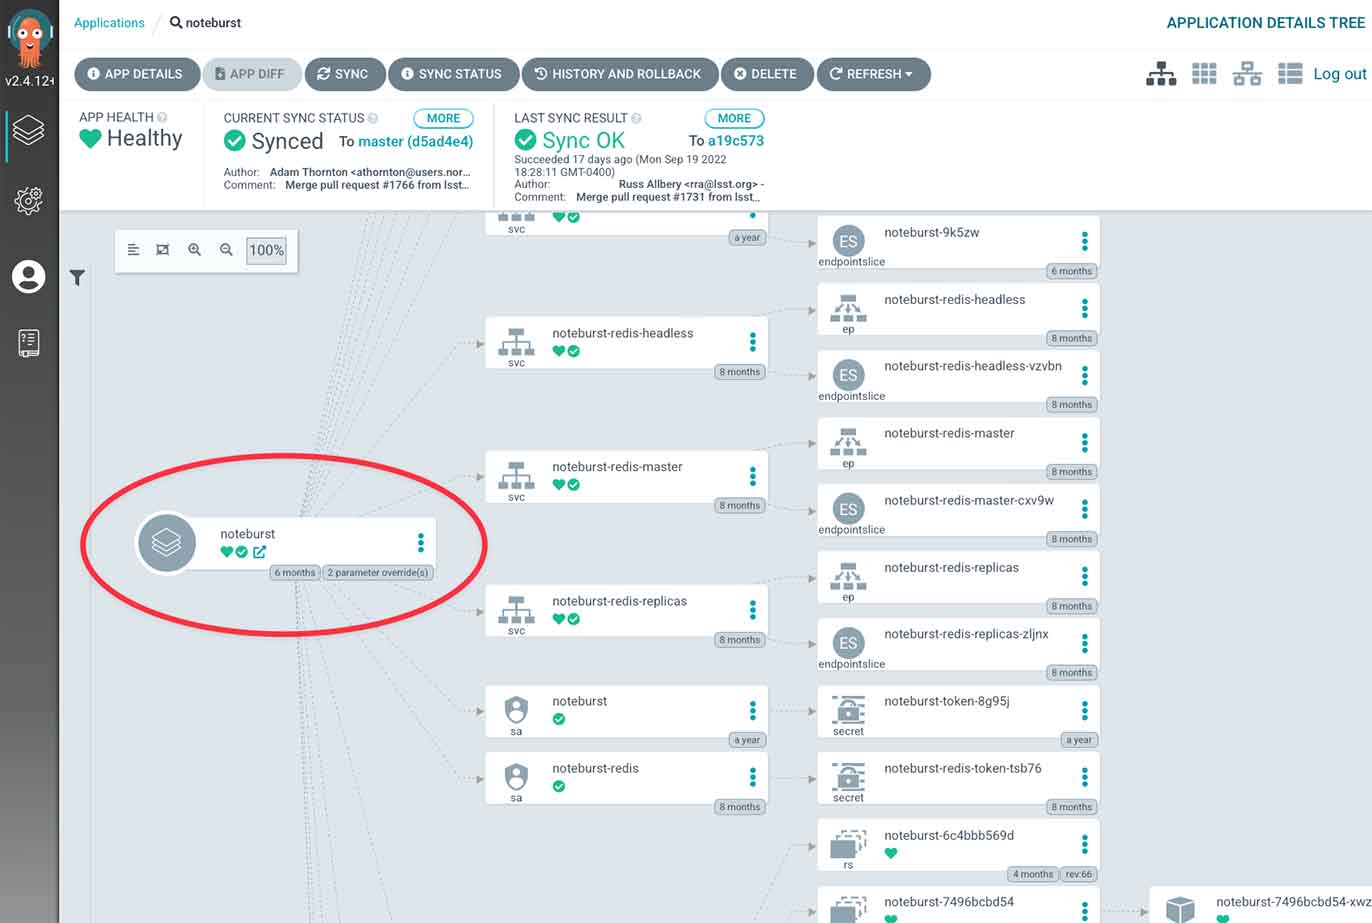 Applications / noteburst
APPLICATION DETAILS TREE
v2.4.12+
APP DETAILS APP DIFF SYNC SYNC STATUS HISTORY AND ROLLBACK DELETE REFRESH
Log out
APP HEALTH
Healthy
CURRENT SYNC STATUS MORE
Synced To master (d5ad4e4)
Author: Adam Thornton <athornton@users.nor...
Comment: Merge pull request #1766 from lsst...
LAST SYNC RESULT MORE
Sync OK To a19c573
Succeeded 17 days ago (Mon Sep 19 2022
18:28:11 GMT-0400)
Author: Russ Allbery <rra@lsst.org> -
Comment: Merge pull request #1731 from lsst...
100%
noteburst
6 months 2 parameter override(s)
svc
a year
noteburst-redis-headless
svc
8 months
noteburst-redis-master
svc
8 months
noteburst-redis-replicas
svc
8 months
noteburst
sa
a year
noteburst-redis
sa
8 months
ES noteburst-9k5zw
endpointslice
6 months
noteburst-redis-headless
ep
8 months
ES noteburst-redis-headless-vzvbn
endpointslice
8 months
noteburst-redis-master
ep
8 months
ES noteburst-redis-master-cxv9w
endpointslice
8 months
noteburst-redis-replicas
ep
8 months
ES noteburst-redis-replicas-zljnx
endpointslice
8 months
noteburst-token-8g95j
secret
a year
noteburst-redis-token-tsb76
secret
8 months
noteburst-6c4bbb569d
rs
4 months rev:66
noteburst-7496bcbd54
noteburst-7496bcbd54-xwz